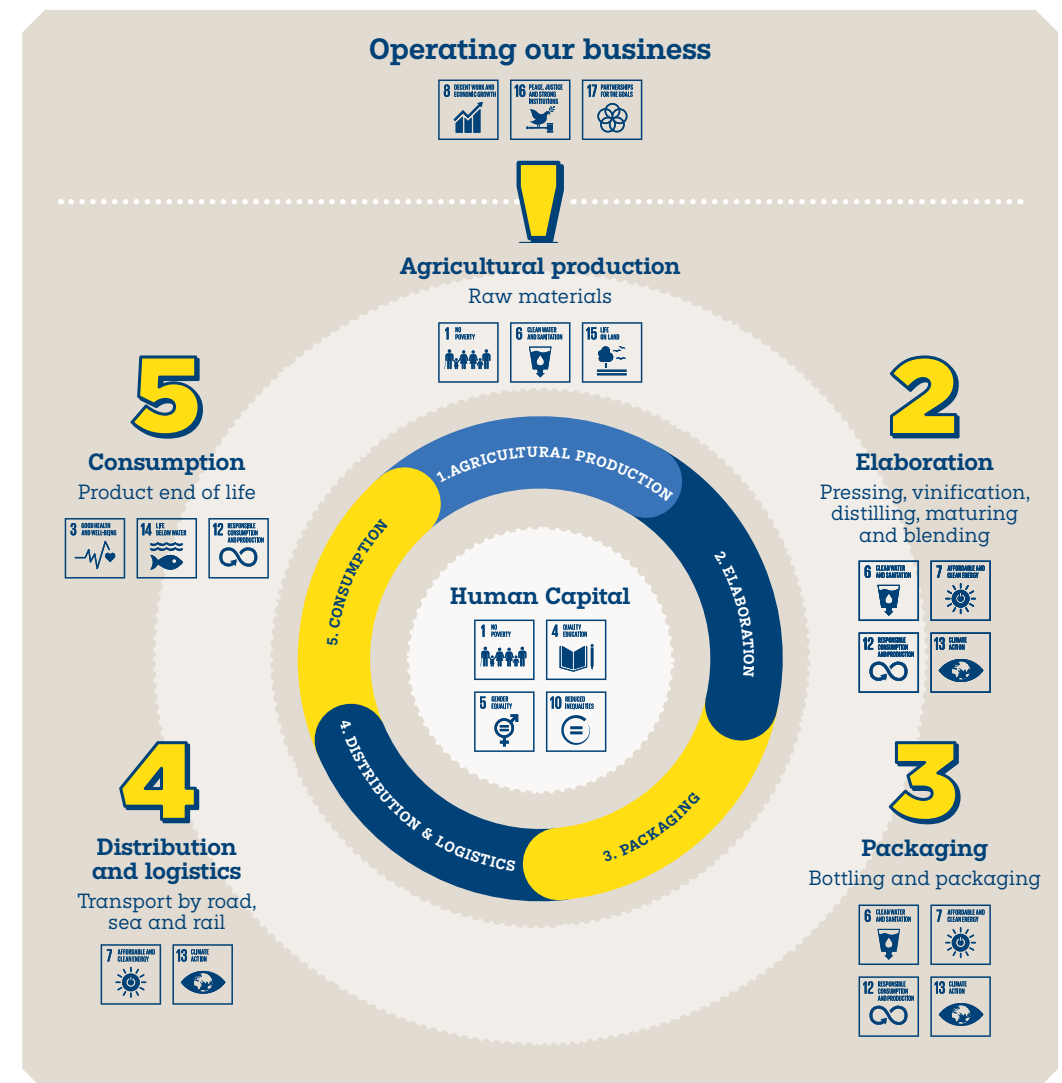 Operating our business
8 DECENT WORK AND
ECONOMIC GROWTH
16 PEACE, JUSTICE
AND STRONG
INSTITUTIONS
17 PARTNERSHIPS
FOR THE GOALS
Agricultural production
Raw materials
1 NO
POVERTY
6 CLEAN WATER
AND SANITATION
15 LIFE
ON LAND
5
Consumption
Product end of life
3 GOOD HEALTH
AND WELL-BEING
14 LIFE
BELOW WATER
12 RESPONSIBLE
CONSUMPTION
AND PRODUCTION
2
Elaboration
Pressing, vinification,
distilling, maturing
and blending
6 CLEAN WATER
AND SANITATION
7 AFFORDABLE AND
CLEAN ENERGY
12 RESPONSIBLE
CONSUMPTION
AND PRODUCTION
13 CLIMATE
ACTION
1. AGRICULTURAL PRODUCTION
2. ELABORATION
3. PACKAGING
4. DISTRIBUTION & LOGISTICS
5. CONSUMPTION
Human Capital
1 NO
POVERTY
4 QUALITY
EDUCATION
5 GENDER
EQUALITY
10 REDUCED
INEQUALITIES
4
Distribution
and logistics
Transport by road,
sea and rail
7 AFFORDABLE AND
CLEAN ENERGY
13 CLIMATE
ACTION
3
Packaging
Bottling and packaging
6 CLEAN WATER
AND SANITATION
7 AFFORDABLE AND
CLEAN ENERGY
12 RESPONSIBLE
CONSUMPTION
AND PRODUCTION
13 CLIMATE
ACTION